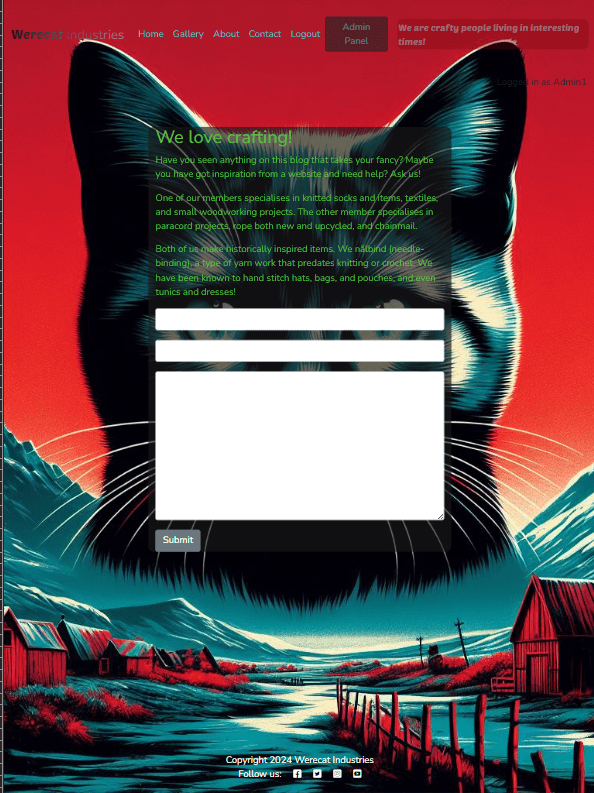 Werecat Industries
Home Gallery About Contact Logout
Admin
Panel
We are crafty people living in interesting
times!
Logged in as Admin1
We love crafting!
Have you seen anything on this blog that takes your fancy? Maybe
you have got inspiration from a website and need help? Ask us!
One of our members specialises in knitted socks and items, textiles,
and small woodworking projects. The other member specialises in
paracord projects, rope both new and upcycled, and chainmail.
Both of us make historically inspired items. We nålbind (needle-
binding), a type of yarn work that predates knitting or crochet. We
have been known to hand stitch hats, bags, and pouches, and even
tunics and dresses!
Submit
Copyright 2024 Werecat Industries
Follow us: